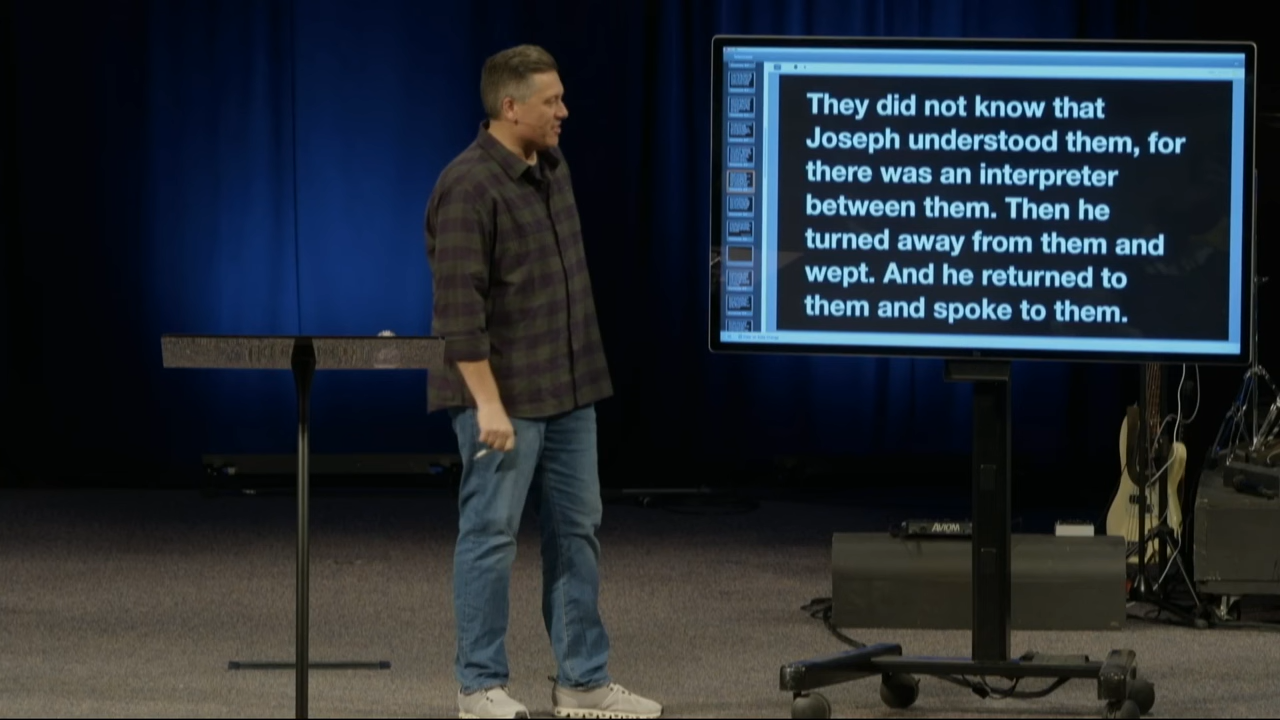 They did not know that
Joseph understood them, for
there was an interpreter
between them. Then he
turned away from them and
wept. And he returned to
them and spoke to them.
AVIOM